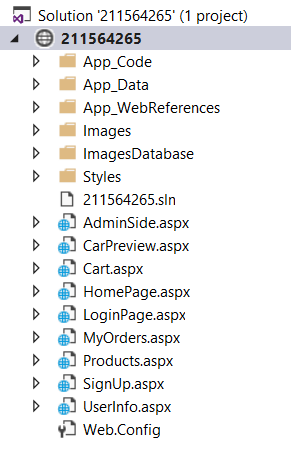 Solution '211564265' (1 project)
211564265
App_Code
App_Data
App_WebReferences
Images
ImagesDatabase
Styles
211564265.sln
AdminSide.aspx
CarPreview.aspx
Cart.aspx
HomePage.aspx
LoginPage.aspx
MyOrders.aspx
Products.aspx
SignUp.aspx
UserInfo.aspx
Web.Config